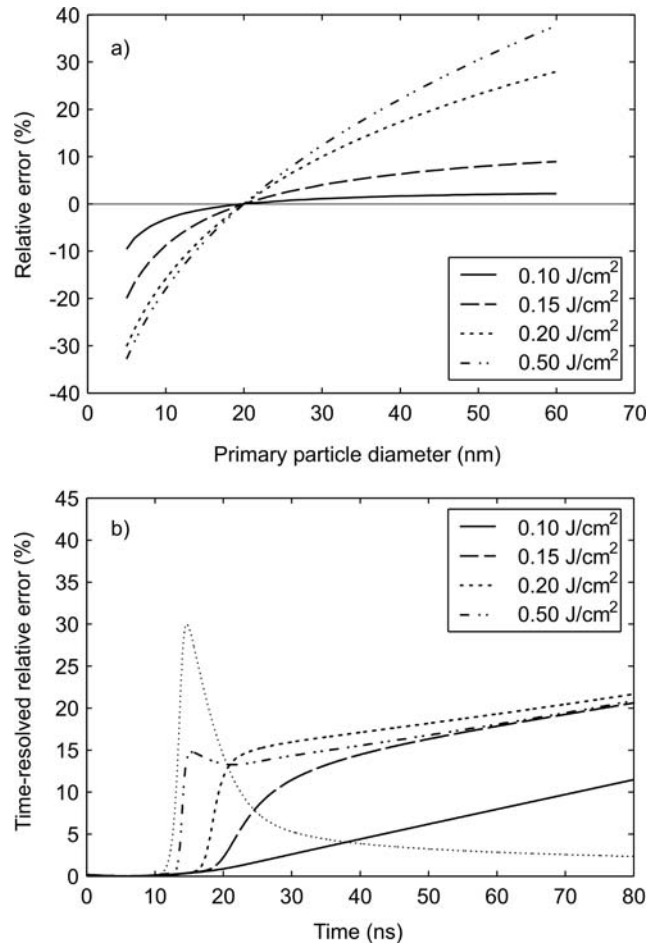 a)
Relative error (%)
40
30
20
10
0
-10
-20
-30
-40
0.10 J/cm²
0.15 J/cm²
0.20 J/cm²
0.50 J/cm²
0 10 20 30 40 50 60 70
Primary particle diameter (nm)
b)
Time-resolved relative error (%)
45
40
35
30
25
20
15
10
5
0
0.10 J/cm²
0.15 J/cm²
0.20 J/cm²
0.50 J/cm²
0 10 20 30 40 50 60 70 80
Time (ns)